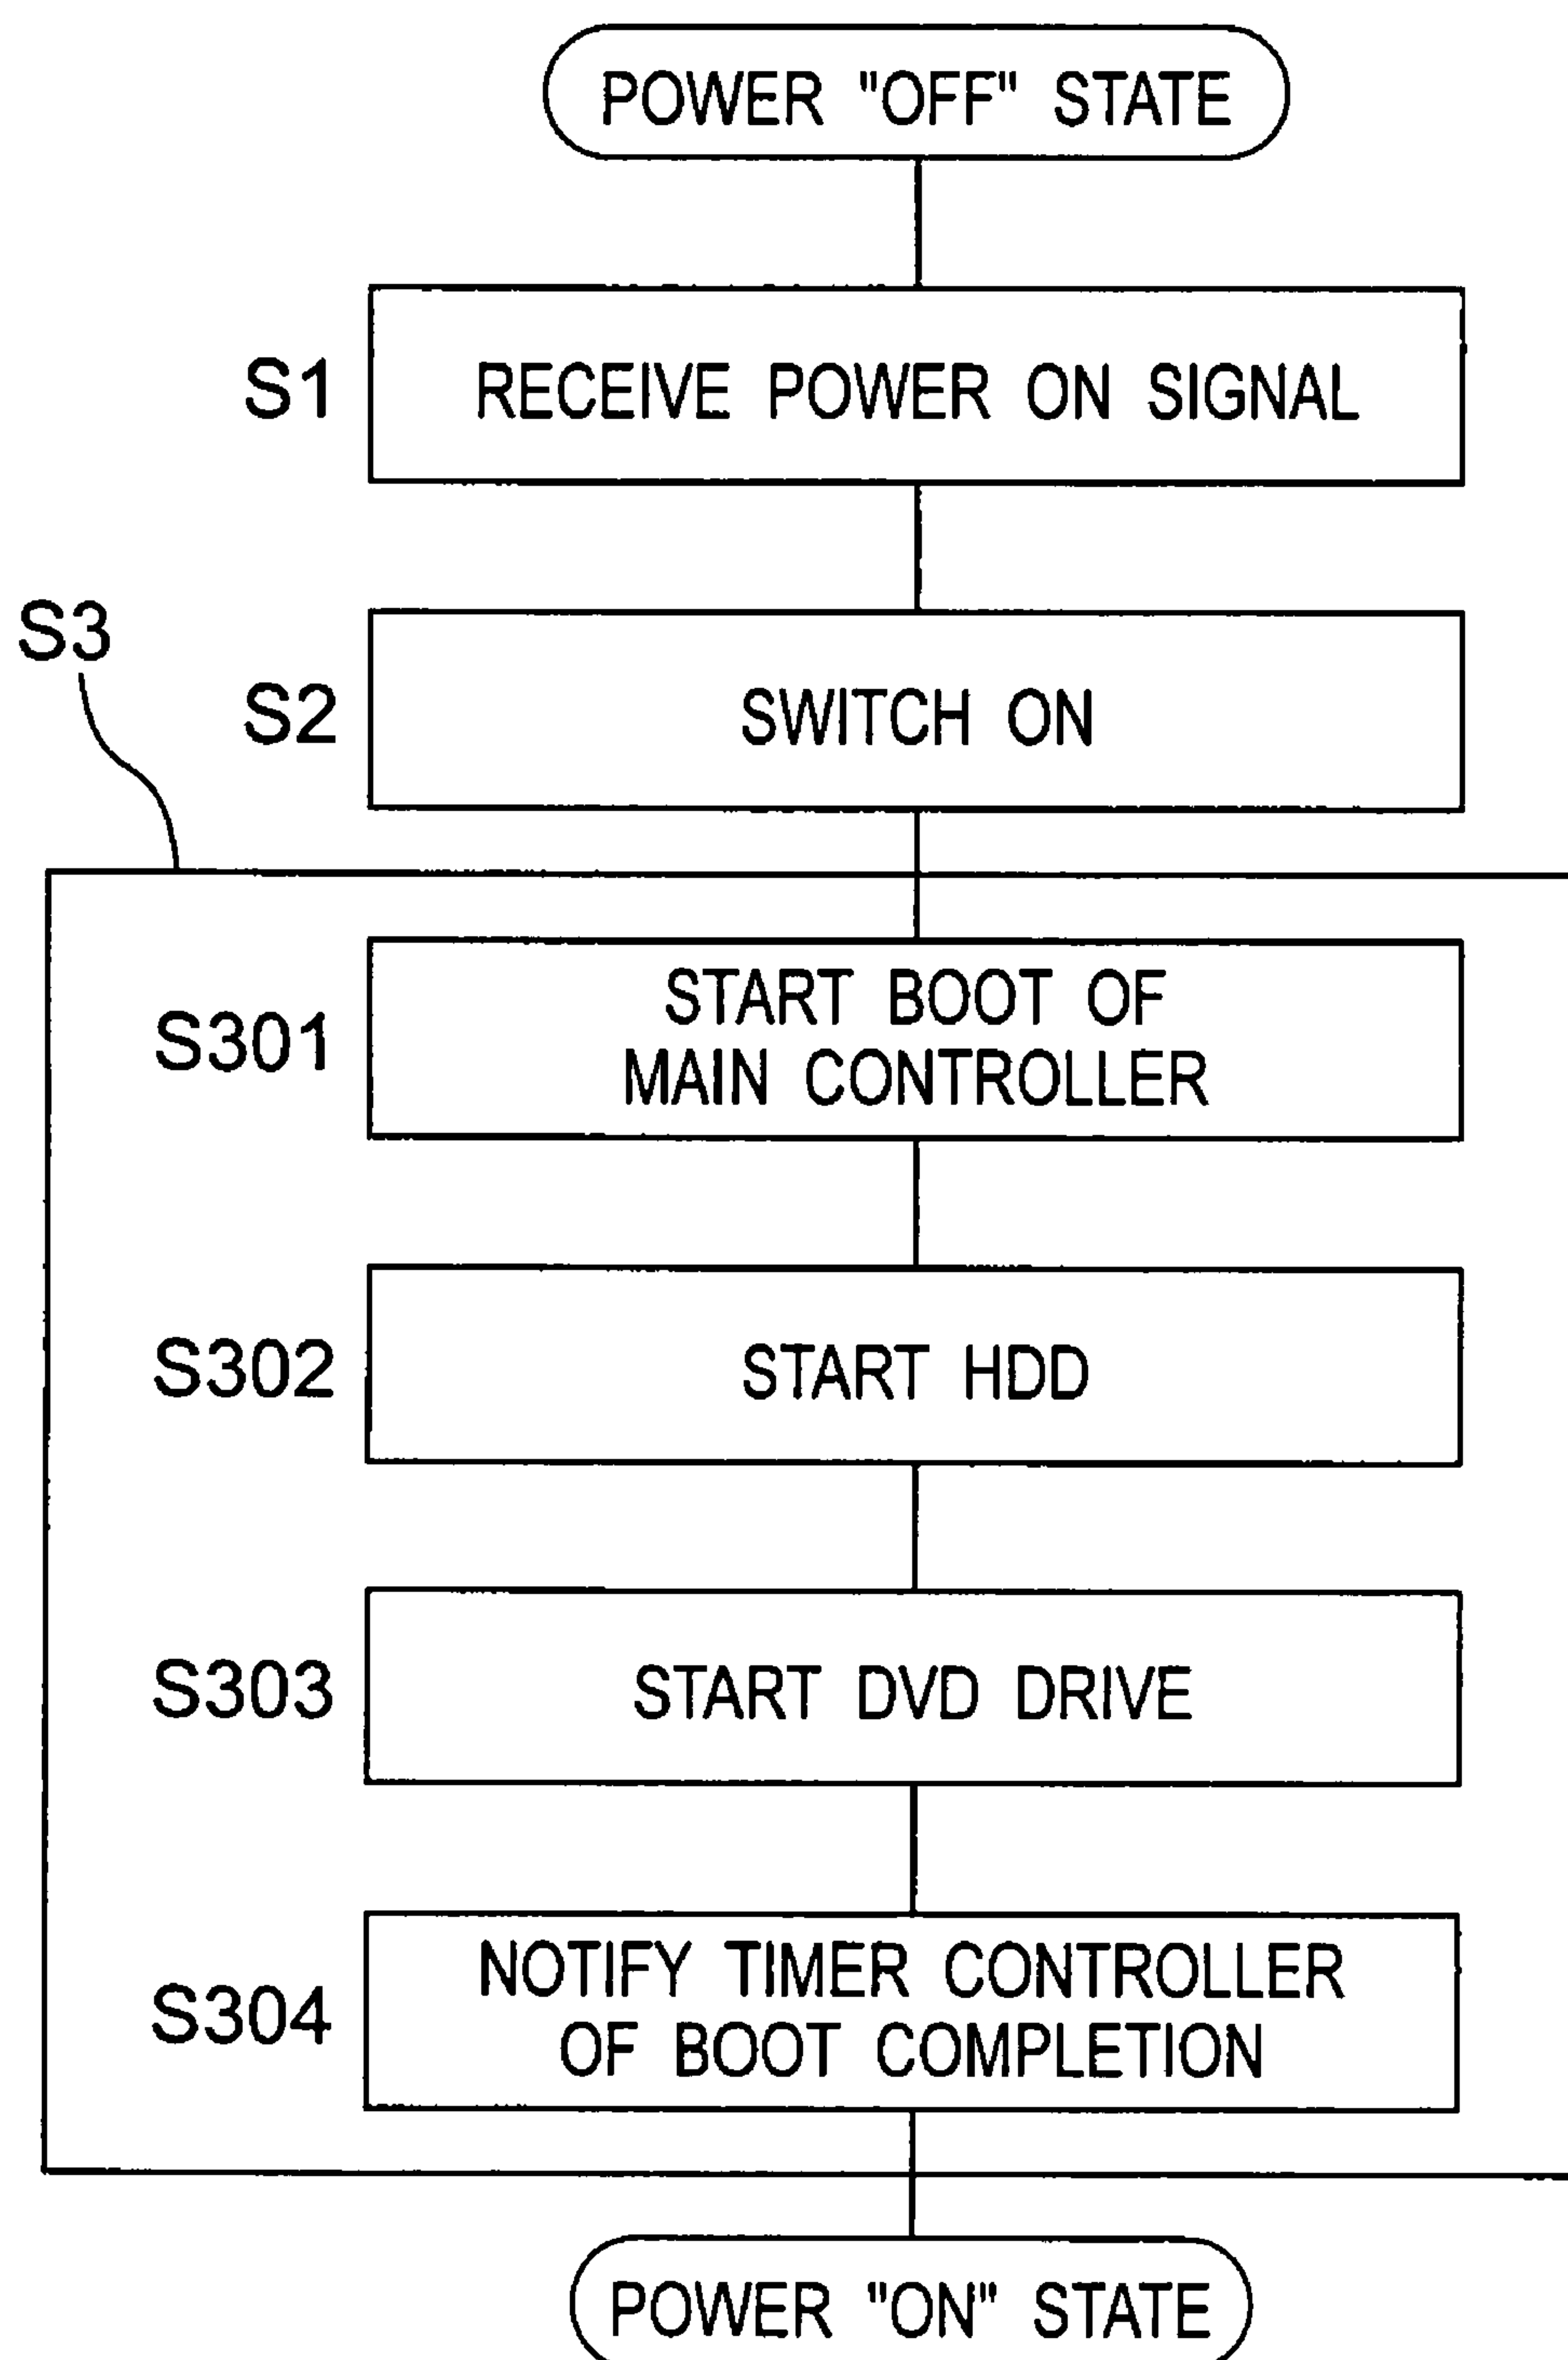 POWER "OFF" STATE
S1
RECEIVE POWER ON SIGNAL
S3
S2
SWITCH ON
S301
START BOOT OF
MAIN CONTROLLER
S302
START HDD
S303
START DVD DRIVE
S304
NOTIFY TIMER CONTROLLER
OF BOOT COMPLETION
POWER "ON" STATE